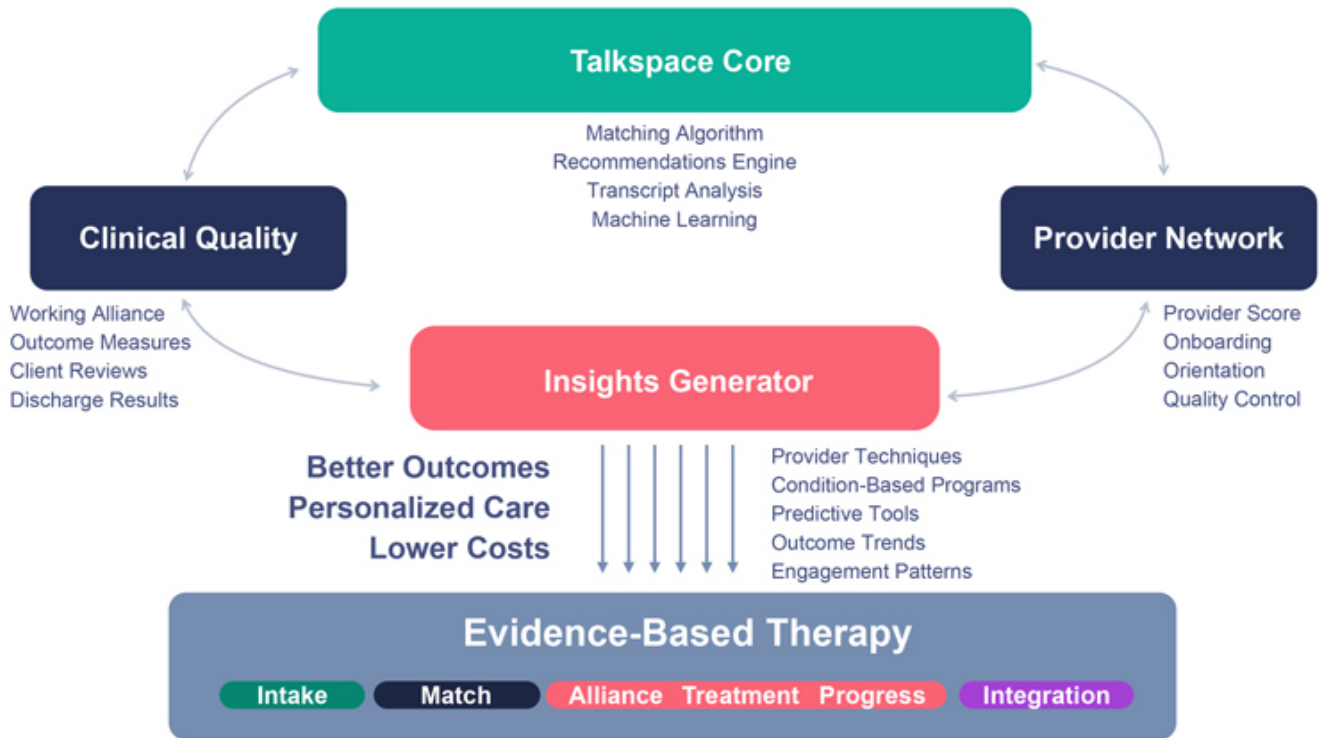 Talkspace Core
Matching Algorithm
Recommendations Engine
Transcript Analysis
Machine Learning
Clinical Quality
Working Alliance
Outcome Measures
Client Reviews
Discharge Results
Provider Network
Provider Score
Onboarding
Orientation
Quality Control
Insights Generator
Better Outcomes
Personalized Care
Lower Costs
Provider Techniques
Condition-Based Programs
Predictive Tools
Outcome Trends
Engagement Patterns
Evidence-Based Therapy
Intake Match Alliance Treatment Progress Integration